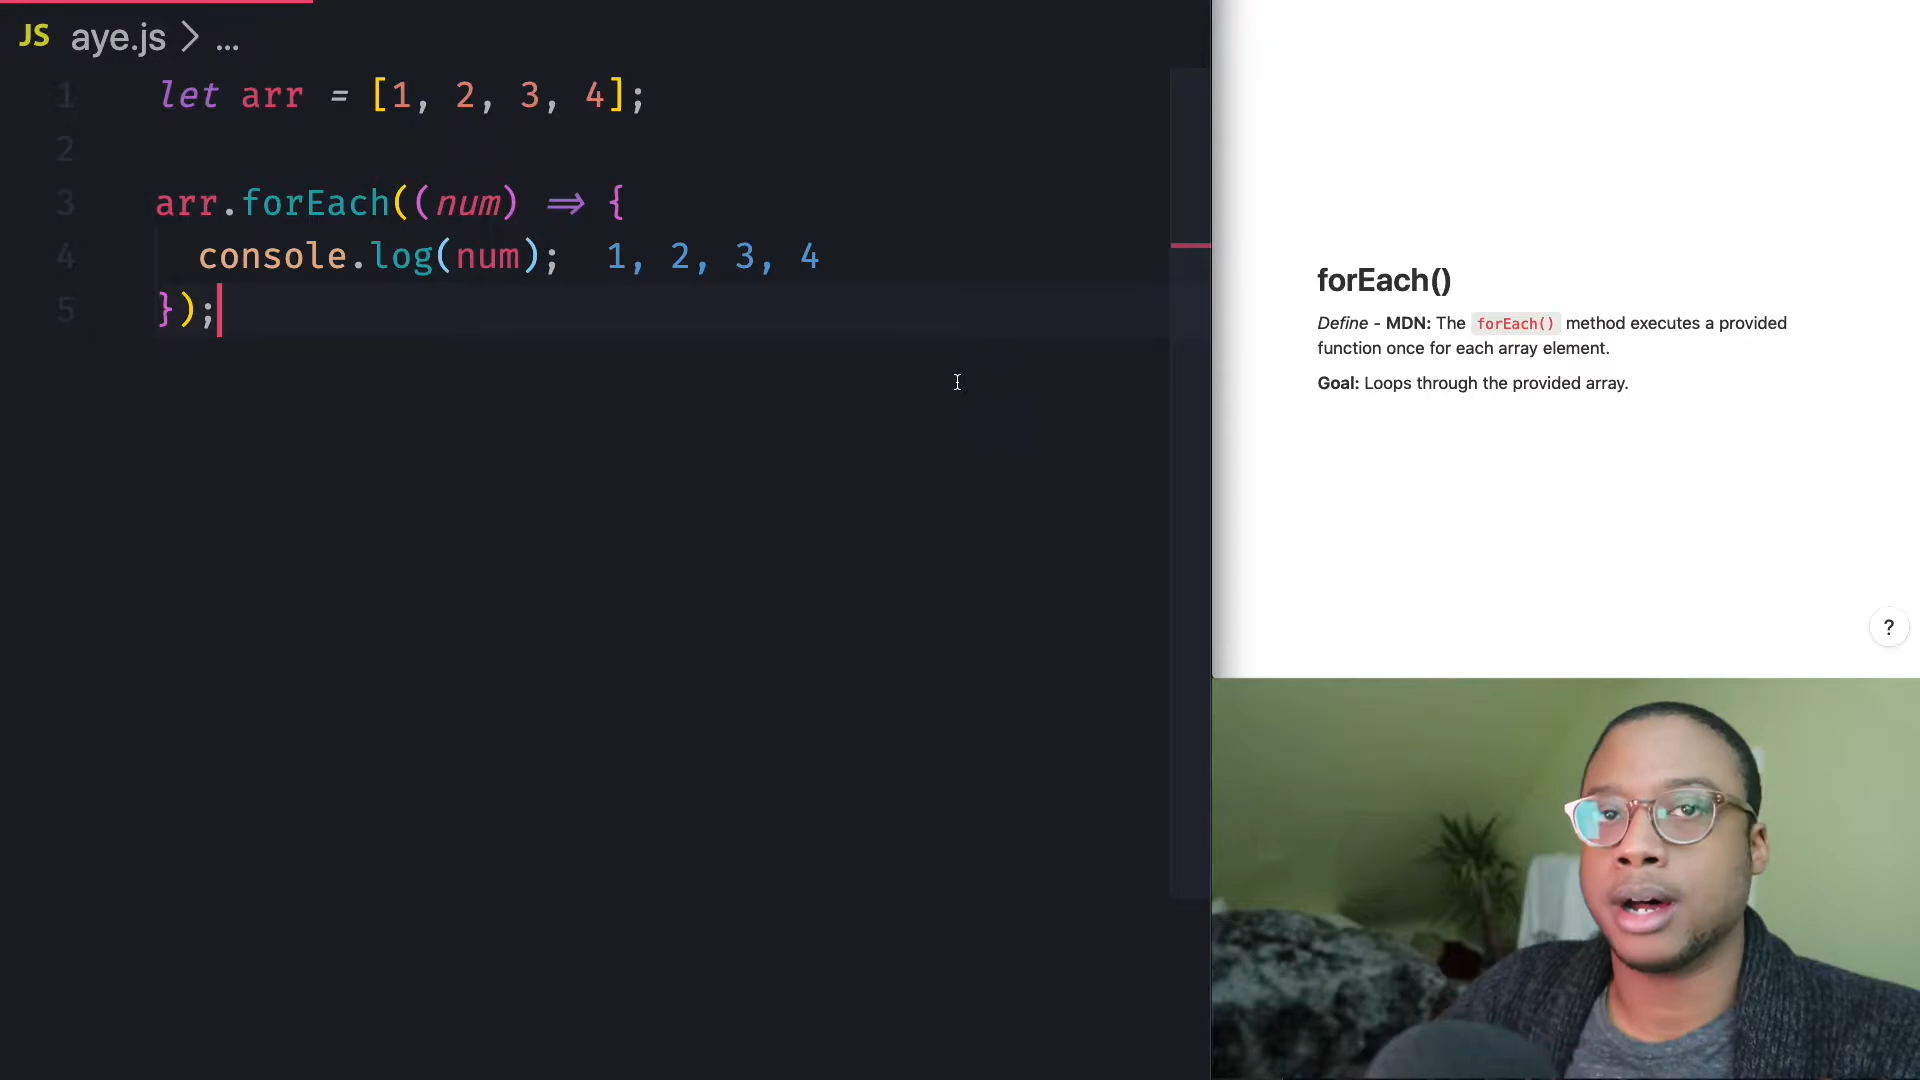 JS aye.js > ...
1 let arr = [1, 2, 3, 4];
2
3 arr.forEach((num) => {
4 console.log(num); 1, 2, 3, 4
5 });
forEach()
Define - MDN: The forEach() method executes a provided
function once for each array element.
Goal: Loops through the provided array.
?